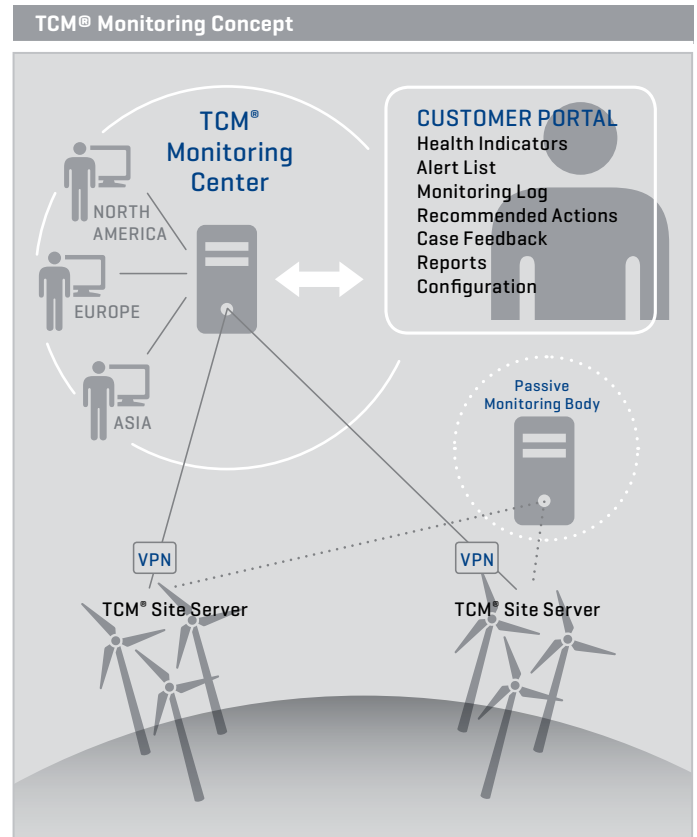 TCM® Monitoring Concept
TCM®
Monitoring
Center
NORTH
AMERICA
EUROPE
ASIA
CUSTOMER PORTAL
Health Indicators
Alert List
Monitoring Log
Recommended Actions
Case Feedback
Reports
Configuration
Passive
Monitoring Body
VPN
VPN
TCM® Site Server
TCM® Site Server